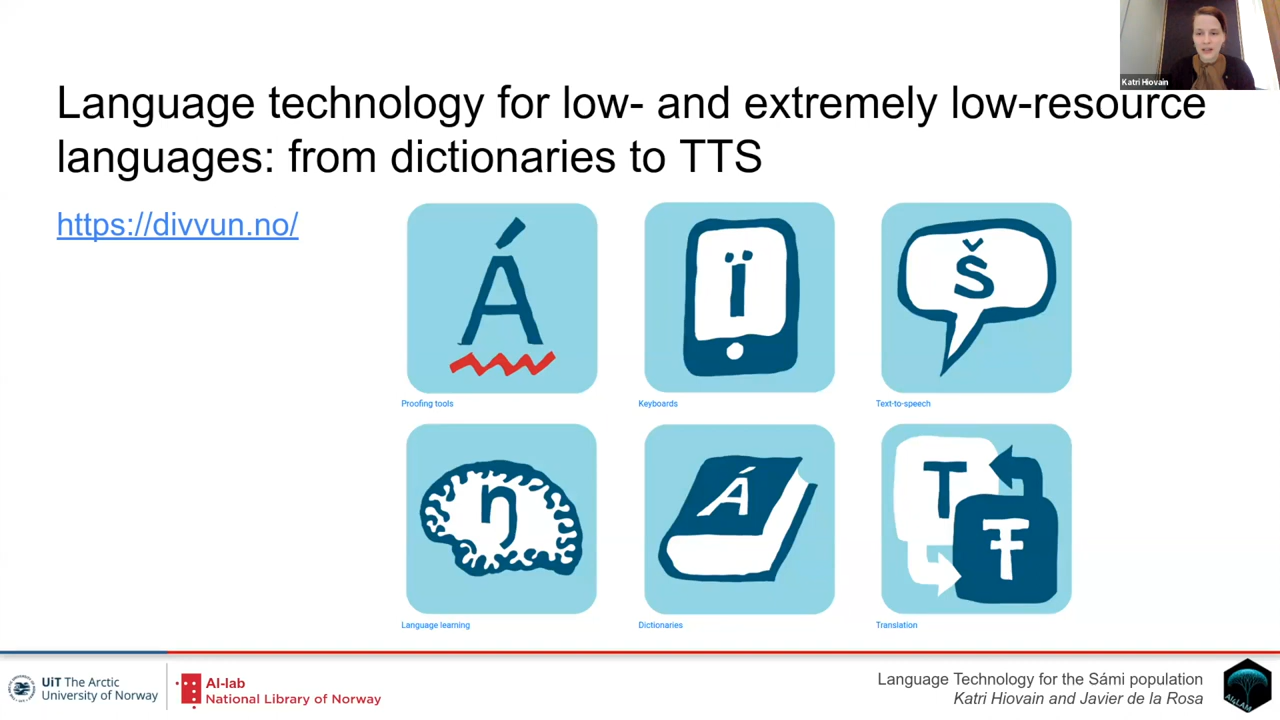 Katri Hiovain
Language technology for low- and extremely low-resource
languages: from dictionaries to TTS
https://divvun.no/
Á
Ï
Š
Proofing tools
Keyboards
Text-to-speech
ŋ
Á
T
Ŧ
Language learning
Dictionaries
Translation
UiT The Arctic
University of Norway
AI-lab
National Library of Norway
Language Technology for the Sámi population
Katri Hiovain and Javier de la Rosa
AI4LAM